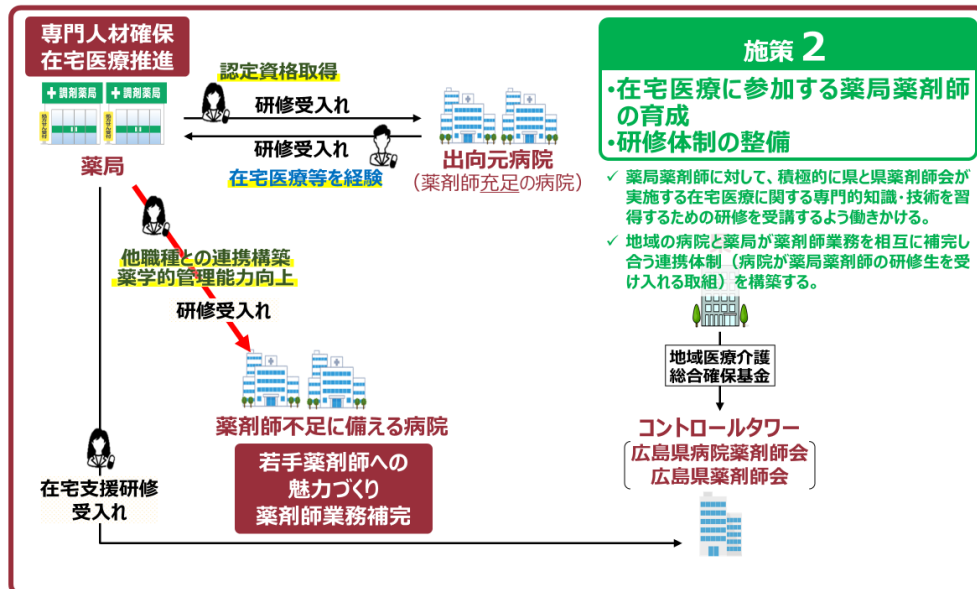 専門人材確保
在宅医療推進
調剤薬局
調剤薬局
薬局
認定資格取得
研修受入れ
研修受入れ
在宅医療等を経験
出向元病院
（薬剤師充足の病院）
他職種との連携構築
薬学的管理能力向上
研修受入れ
薬剤師不足に備える病院
若手薬剤師への
魅力づくり
薬剤師業務補完
在宅支援研修
受入れ
施策 2
・在宅医療に参加する薬局薬剤師
の育成
・研修体制の整備
✓ 薬局薬剤師に対して、積極的に県と県薬剤師会が
実施する在宅医療に関する専門的知識・技術を習
得するための研修を受講するよう働きかける。
✓ 地域の病院と薬局が薬剤師業務を相互に補完し
合う連携体制（病院が薬局薬剤師の研修生を受
け入れる取組）を構築する。
地域医療介護
総合確保基金
コントロールタワー
広島県病院薬剤師会
広島県薬剤師会